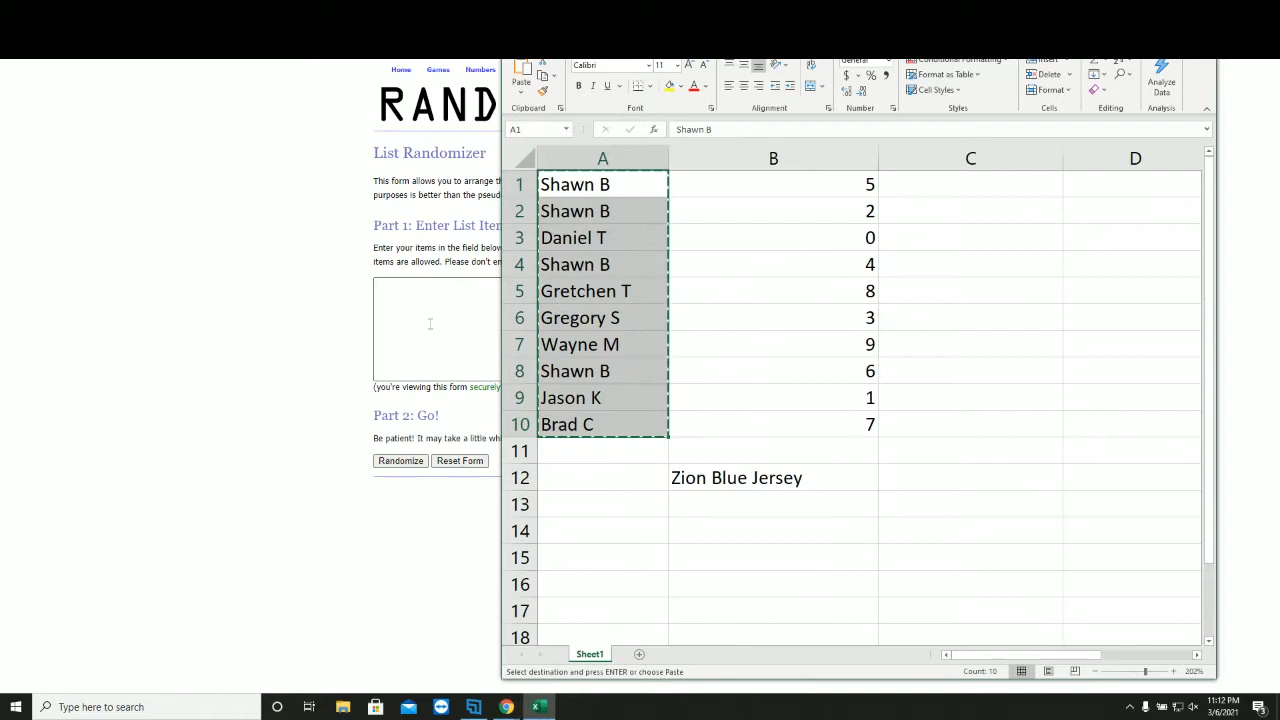 Home Games Numbers
RAND
List Randomizer
This form allows you to arrange th
purposes is better than the pseud
Part 1: Enter List Iter
Enter your items in the field below
items are allowed. Please don't en
(you're viewing this form securely
Part 2: Go!
Be patient! It may take a little whi
Randomize Reset Form
Calibri 11 General Conditional Formatting Insert
Paste B I U $ % Format as Table Delete Analyze
Cell Styles Format Data
Clipboard Font Alignment Number Styles Cells Editing Analysis
A1 fx Shawn B
A B C D
1 Shawn B 5
2 Shawn B 2
3 Daniel T 0
4 Shawn B 4
5 Gretchen T 8
6 Gregory S 3
7 Wayne M 9
8 Shawn B 6
9 Jason K 1
10 Brad C 7
11
12 Zion Blue Jersey
13
14
15
16
17
18
Sheet1
Select destination and press ENTER or choose Paste Count: 10 202%
Type here to search
11:12 PM
3/6/2021
3